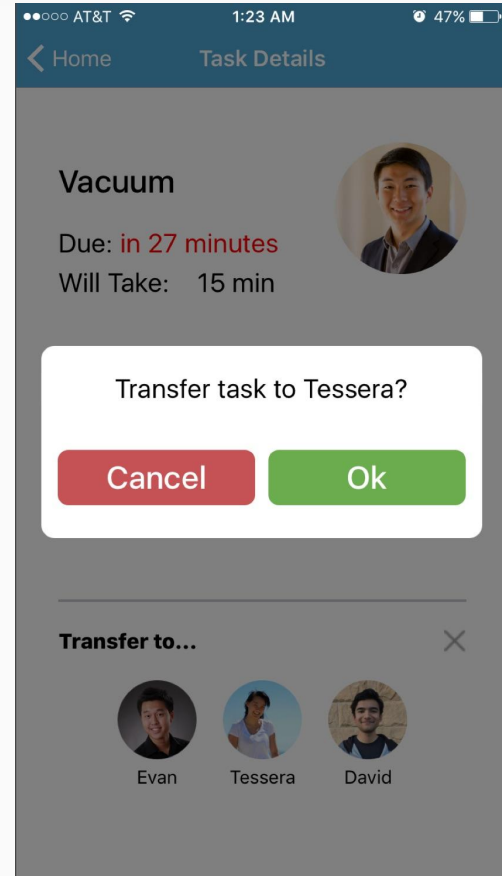 AT&T 1:23 AM 47%
Home Task Details
Vacuum
Due: in 27 minutes
Will Take: 15 min
Transfer task to Tessera?
Cancel Ok
Transfer to...
Evan Tessera David